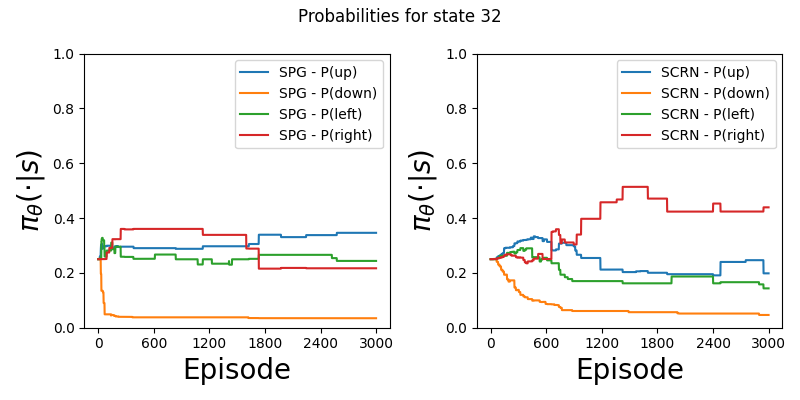 Probabilities for state 32
π_θ(·|s)
1.0
0.8
0.6
0.4
0.2
0.0
SPG - P(up)
SPG - P(down)
SPG - P(left)
SPG - P(right)
0 600 1200 1800 2400 3000
Episode
π_θ(·|s)
1.0
0.8
0.6
0.4
0.2
0.0
SCRN - P(up)
SCRN - P(down)
SCRN - P(left)
SCRN - P(right)
0 600 1200 1800 2400 3000
Episode